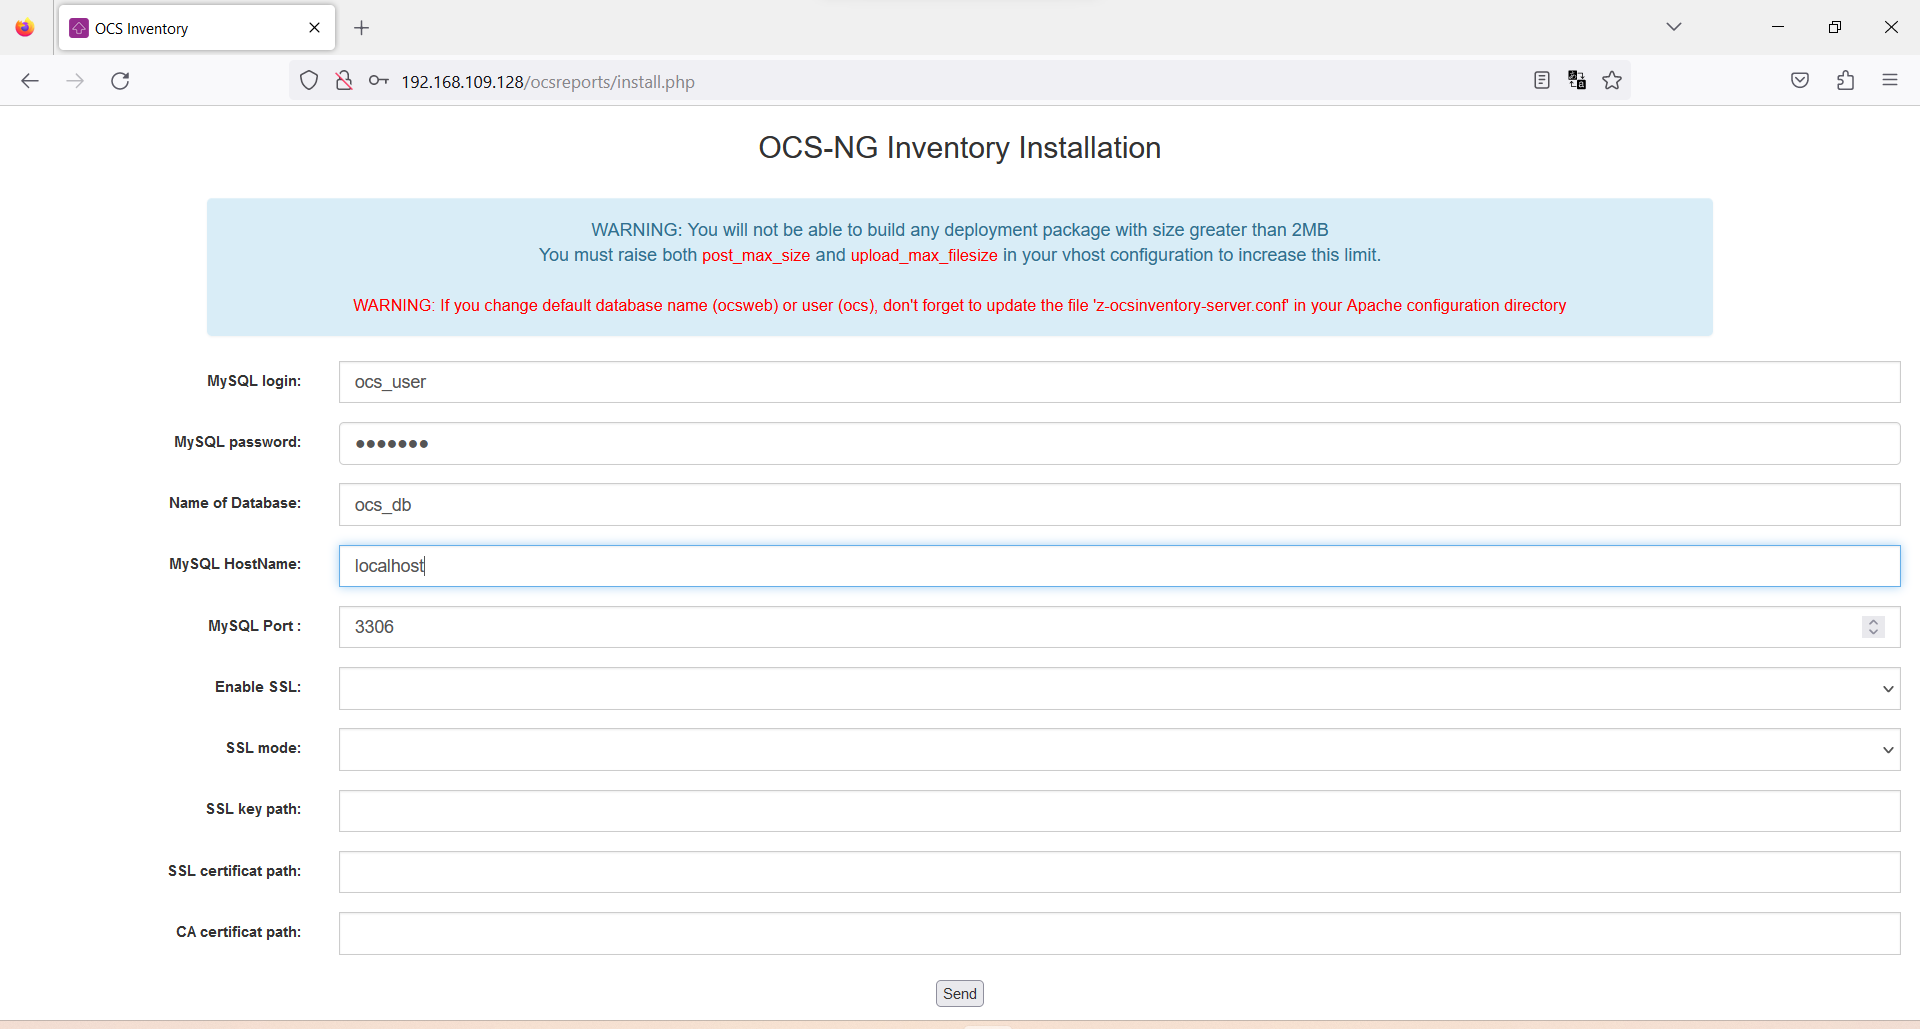 OCS Inventory
192.168.109.128/ocsreports/install.php
OCS-NG Inventory Installation
WARNING: You will not be able to build any deployment package with size greater than 2MB
You must raise both post_max_size and upload_max_filesize in your vhost configuration to increase this limit.
WARNING: If you change default database name (ocsweb) or user (ocs), don't forget to update the file 'z-ocsinventory-server.conf' in your Apache configuration directory
MySQL login: ocs_user
MySQL password: ●●●●●●●
Name of Database: ocs_db
MySQL HostName: localhost
MySQL Port : 3306
Enable SSL:
SSL mode:
SSL key path:
SSL certificat path:
CA certificat path:
Send